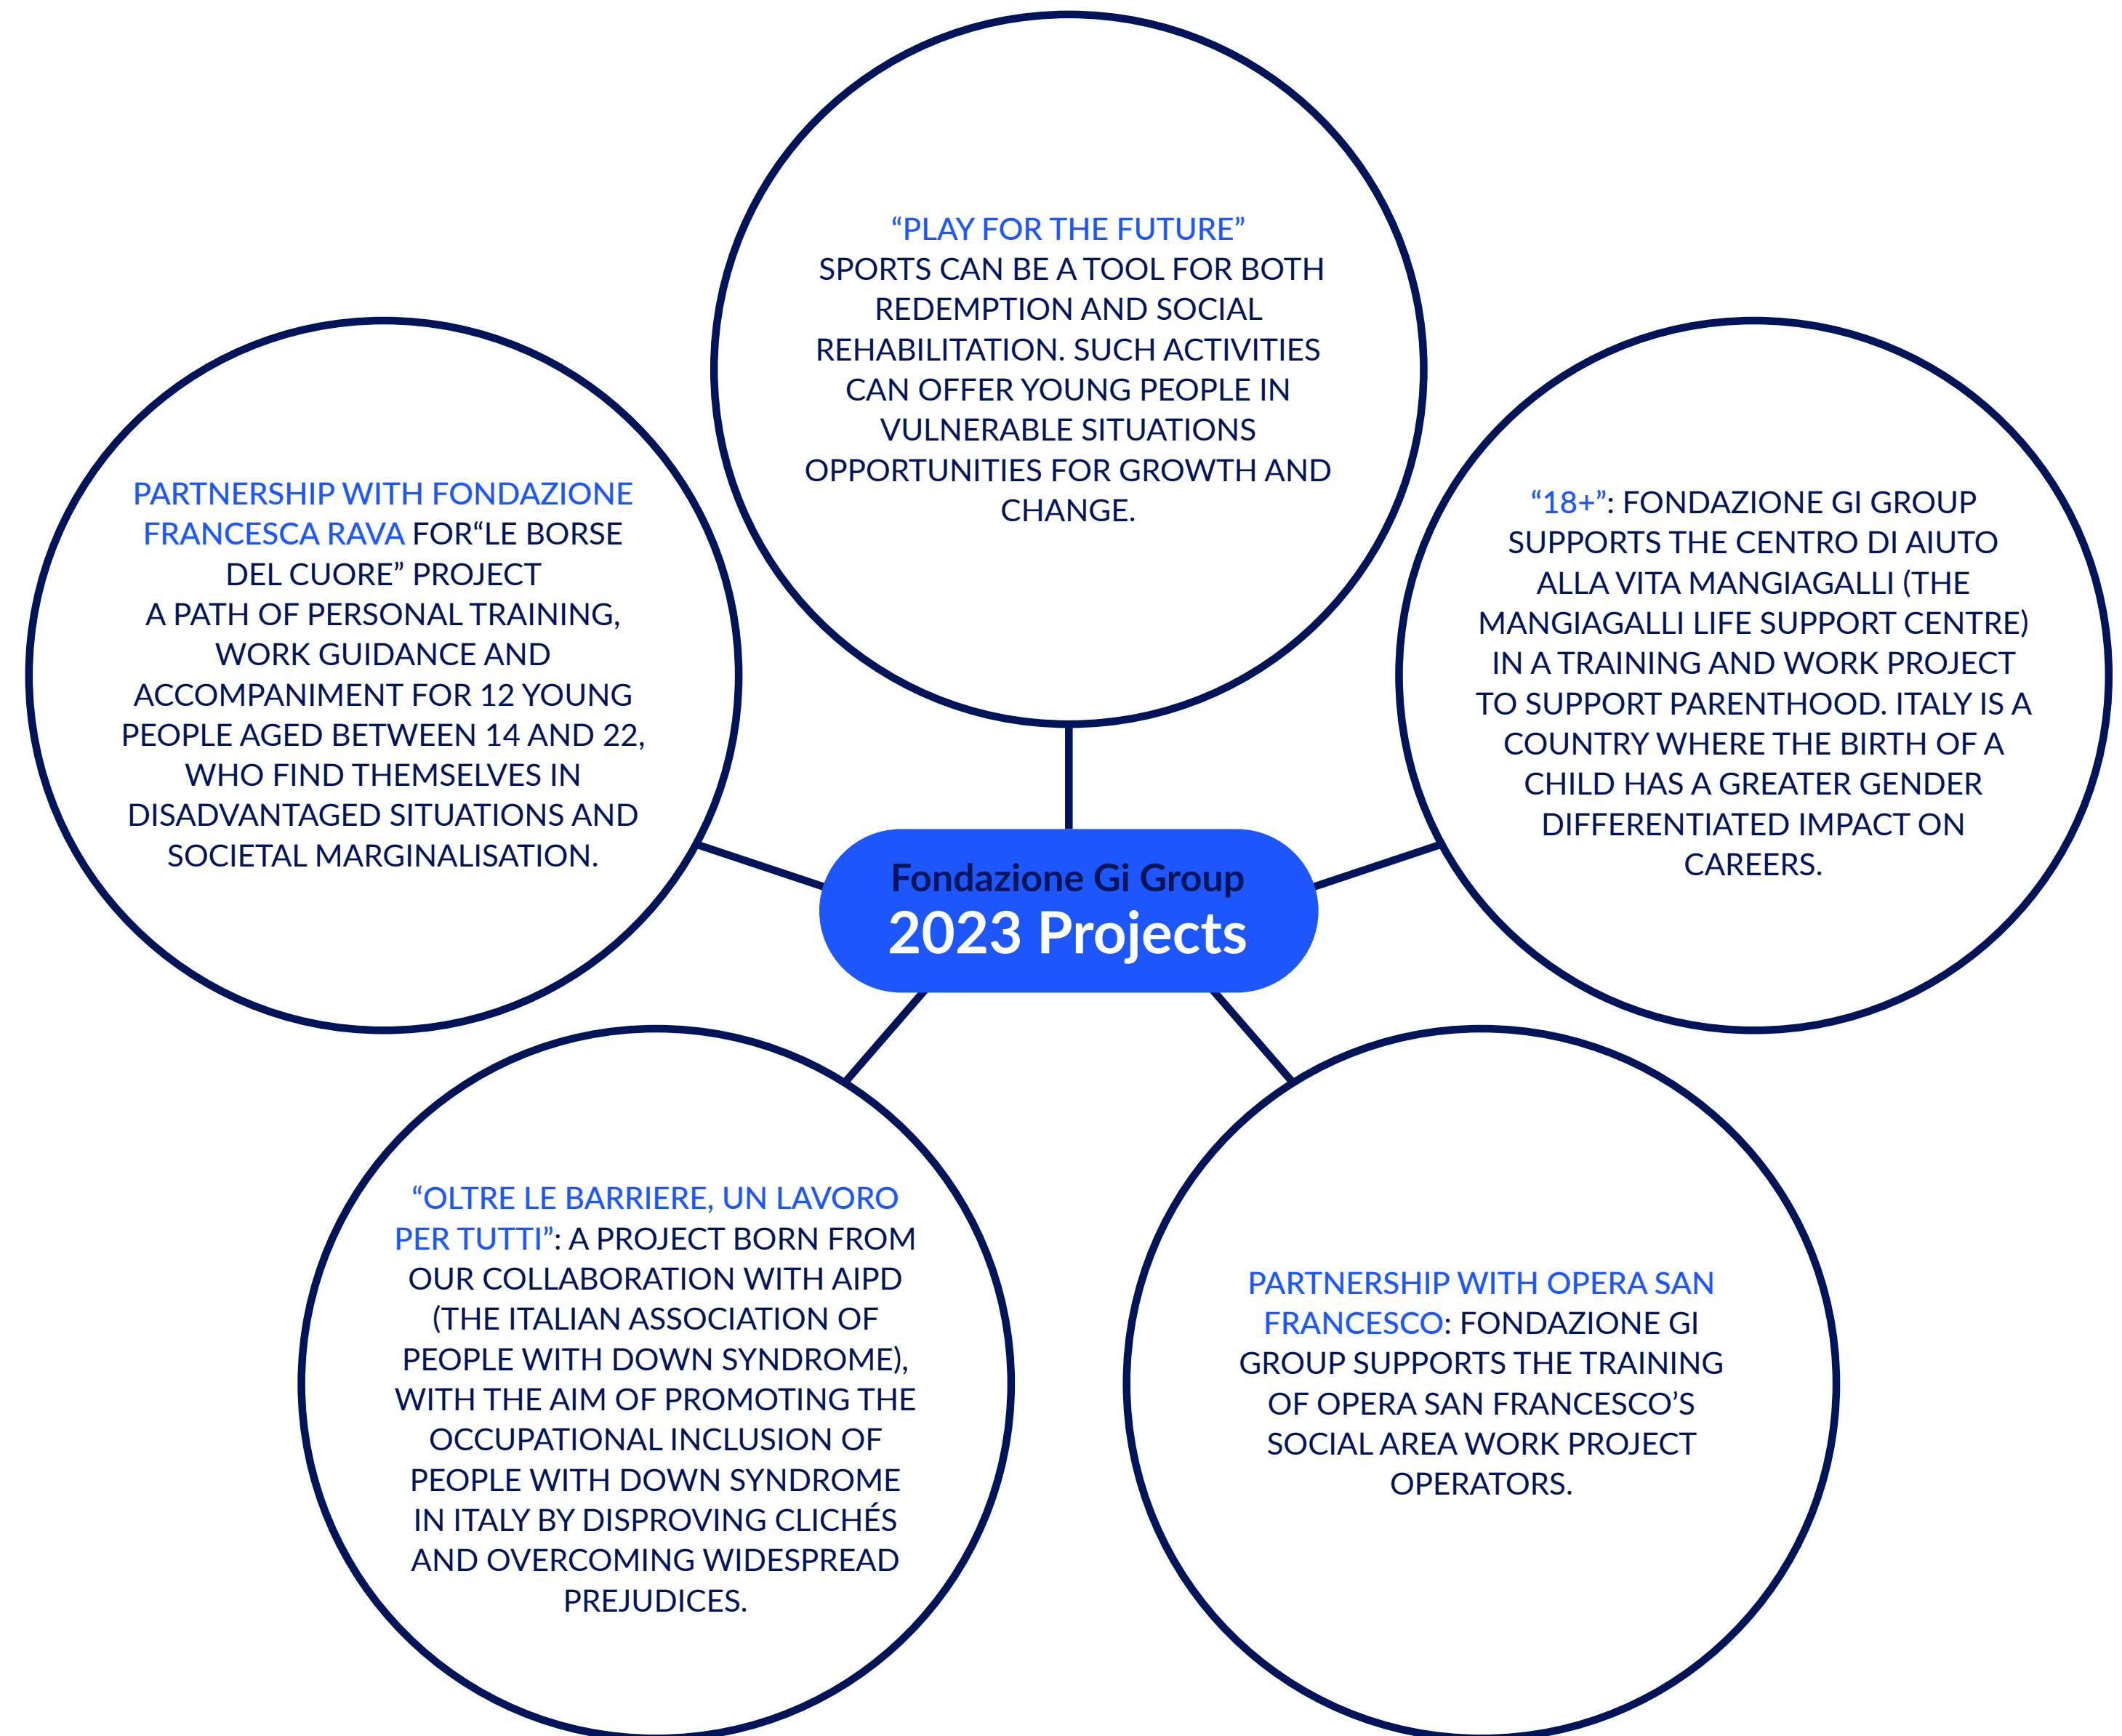 “PLAY FOR THE FUTURE”
SPORTS CAN BE A TOOL FOR BOTH
REDEMPTION AND SOCIAL
REHABILITATION. SUCH ACTIVITIES
CAN OFFER YOUNG PEOPLE IN
VULNERABLE SITUATIONS
OPPORTUNITIES FOR GROWTH AND
CHANGE.
PARTNERSHIP WITH FONDAZIONE
FRANCESCA RAVA FOR“LE BORSE
DEL CUORE” PROJECT
A PATH OF PERSONAL TRAINING,
WORK GUIDANCE AND
ACCOMPANIMENT FOR 12 YOUNG
PEOPLE AGED BETWEEN 14 AND 22,
WHO FIND THEMSELVES IN
DISADVANTAGED SITUATIONS AND
SOCIETAL MARGINALISATION.
“18+”: FONDAZIONE GI GROUP
SUPPORTS THE CENTRO DI AIUTO
ALLA VITA MANGIAGALLI (THE
MANGIAGALLI LIFE SUPPORT CENTRE)
IN A TRAINING AND WORK PROJECT
TO SUPPORT PARENTHOOD. ITALY IS A
COUNTRY WHERE THE BIRTH OF A
CHILD HAS A GREATER GENDER
DIFFERENTIATED IMPACT ON
CAREERS.
Fondazione Gi Group
2023 Projects
“OLTRE LE BARRIERE, UN LAVORO
PER TUTTI”: A PROJECT BORN FROM
OUR COLLABORATION WITH AIPD
(THE ITALIAN ASSOCIATION OF
PEOPLE WITH DOWN SYNDROME),
WITH THE AIM OF PROMOTING THE
OCCUPATIONAL INCLUSION OF
PEOPLE WITH DOWN SYNDROME
IN ITALY BY DISPROVING CLICHÉS
AND OVERCOMING WIDESPREAD
PREJUDICES.
PARTNERSHIP WITH OPERA SAN
FRANCESCO: FONDAZIONE GI
GROUP SUPPORTS THE TRAINING
OF OPERA SAN FRANCESCO’S
SOCIAL AREA WORK PROJECT
OPERATORS.